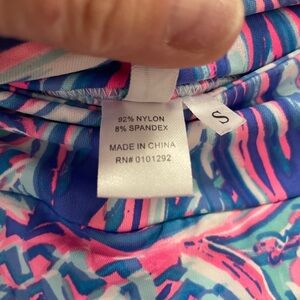 92% NYLON
8% SPANDEX
MADE IN CHINA
RN# 0101292
S